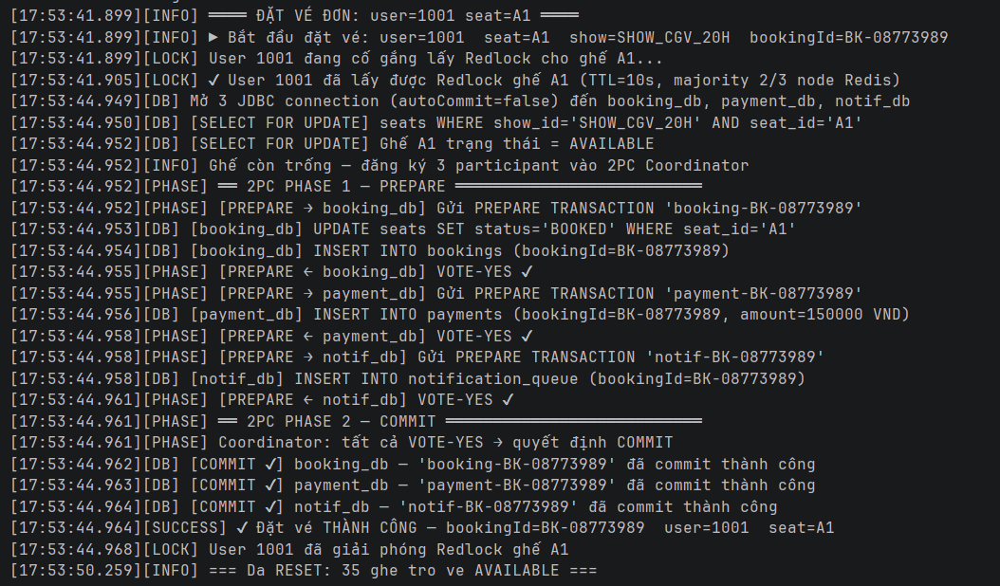 [17:53:41.899][INFO] ═════ ĐẶT VÉ ĐƠN: user=1001 seat=A1 ═════
[17:53:41.899][INFO] ► Bắt đầu đặt vé: user=1001  seat=A1  show=SHOW_CGV_20H  bookingId=BK-08773989
[17:53:41.899][LOCK] User 1001 đang cố gắng lấy Redlock cho ghế A1...
[17:53:41.905][LOCK] ✓ User 1001 đã lấy được Redlock ghế A1 (TTL=10s, majority 2/3 node Redis)
[17:53:44.949][DB] Mở 3 JDBC connection (autoCommit=false) đến booking_db, payment_db, notif_db
[17:53:44.950][DB] [SELECT FOR UPDATE] seats WHERE show_id='SHOW_CGV_20H' AND seat_id='A1'
[17:53:44.952][DB] [SELECT FOR UPDATE] Ghế A1 trạng thái = AVAILABLE
[17:53:44.952][INFO] Ghế còn trống — đăng ký 3 participant vào 2PC Coordinator
[17:53:44.952][PHASE] ══ 2PC PHASE 1 — PREPARE ══════════════════════════
[17:53:44.952][PHASE] [PREPARE → booking_db] Gửi PREPARE TRANSACTION 'booking-BK-08773989'
[17:53:44.953][DB] [booking_db] UPDATE seats SET status='BOOKED' WHERE seat_id='A1'
[17:53:44.954][DB] [booking_db] INSERT INTO bookings (bookingId=BK-08773989)
[17:53:44.955][PHASE] [PREPARE ← booking_db] VOTE-YES ✓
[17:53:44.955][PHASE] [PREPARE → payment_db] Gửi PREPARE TRANSACTION 'payment-BK-08773989'
[17:53:44.956][DB] [payment_db] INSERT INTO payments (bookingId=BK-08773989, amount=150000 VND)
[17:53:44.958][PHASE] [PREPARE ← payment_db] VOTE-YES ✓
[17:53:44.958][PHASE] [PREPARE → notif_db] Gửi PREPARE TRANSACTION 'notif-BK-08773989'
[17:53:44.958][DB] [notif_db] INSERT INTO notification_queue (bookingId=BK-08773989)
[17:53:44.961][PHASE] [PREPARE ← notif_db] VOTE-YES ✓
[17:53:44.961][PHASE] ══ 2PC PHASE 2 — COMMIT ═══════════════════════════
[17:53:44.961][PHASE] Coordinator: tất cả VOTE-YES → quyết định COMMIT
[17:53:44.962][DB] [COMMIT ✓] booking_db — 'booking-BK-08773989' đã commit thành công
[17:53:44.963][DB] [COMMIT ✓] payment_db — 'payment-BK-08773989' đã commit thành công
[17:53:44.964][DB] [COMMIT ✓] notif_db — 'notif-BK-08773989' đã commit thành công
[17:53:44.964][SUCCESS] ✓ Đặt vé THÀNH CÔNG — bookingId=BK-08773989  user=1001  seat=A1
[17:53:44.968][LOCK] User 1001 đã giải phóng Redlock ghế A1
[17:53:50.259][INFO] === Da RESET: 35 ghe tro ve AVAILABLE ===